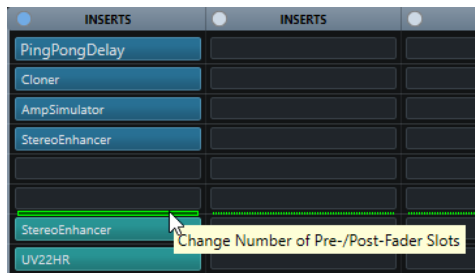 INSERTS INSERTS
PingPongDelay
Cloner
AmpSimulator
StereoEnhancer
StereoEnhancer
Change Number of Pre-/Post-Fader Slots
UV22HR